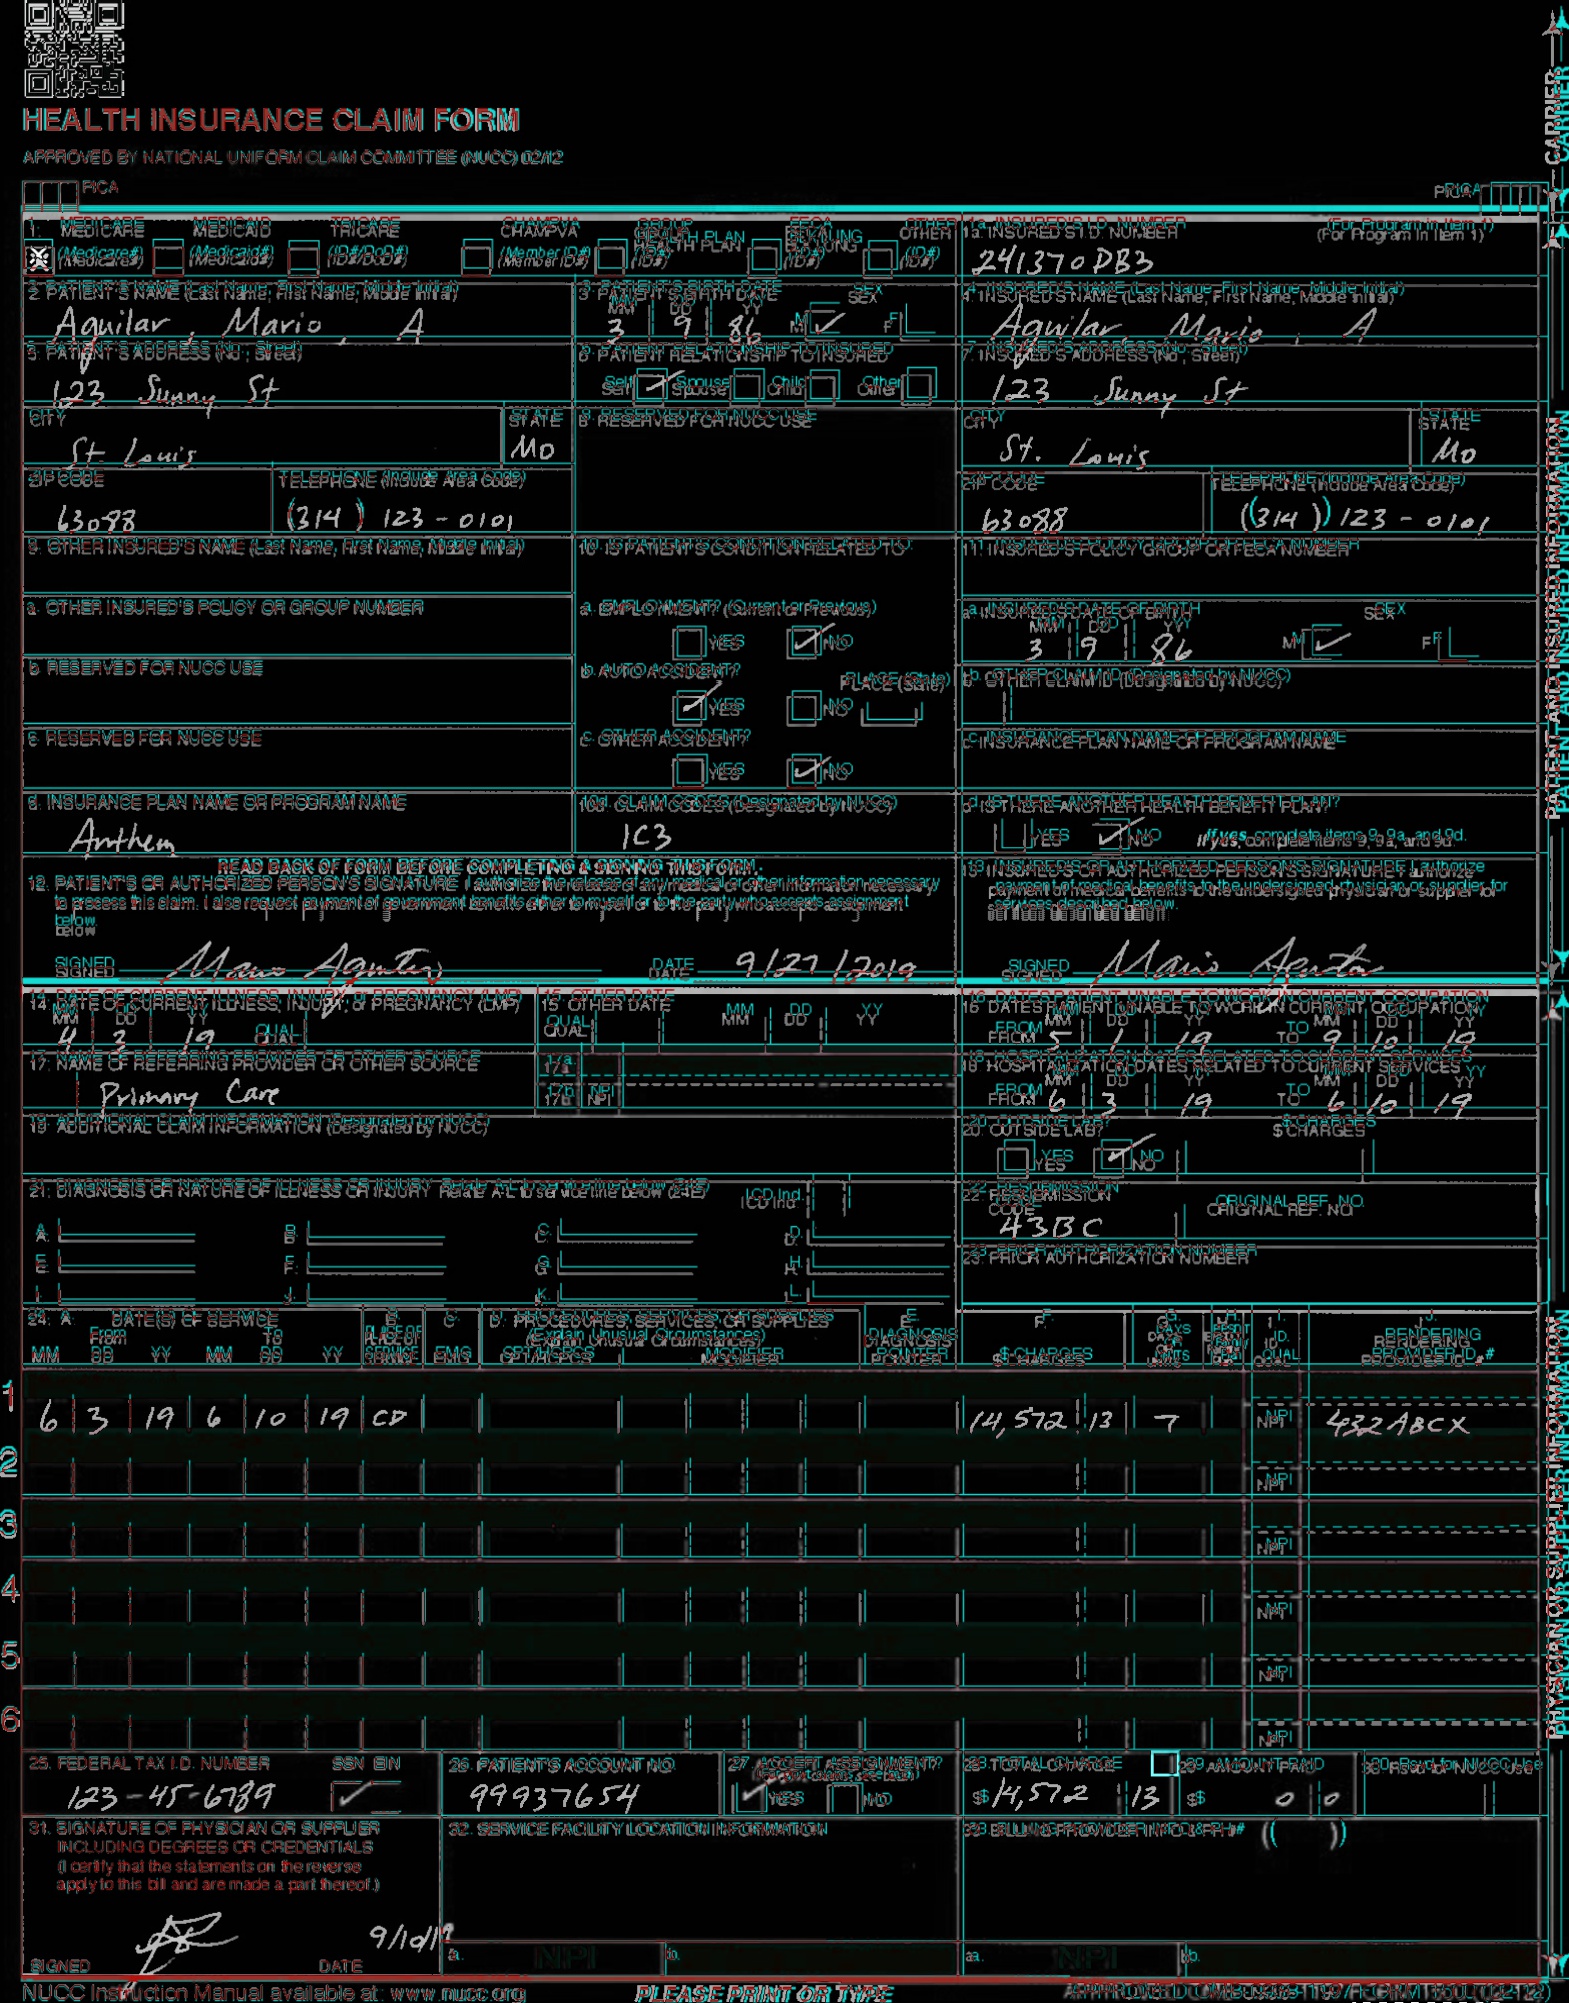 HEALTH INSURANCE CLAIM FORM
APPROVED BY NATIONAL UNIFORM CLAIM COMMITTEE (NUCC) 02/12
PICA
PICA
CARRIER
1. MEDICARE MEDICAID TRICARE CHAMPVA GROUP HEALTH PLAN FECA BLK LUNG OTHER
(Medicare#) (Medicaid#) (ID#/DoD#) (Member ID#) (ID#) (ID#) (ID#)
1a. INSURED'S I.D. NUMBER (For Program in Item 1)
241370DB3
2. PATIENT'S NAME (Last Name, First Name, Middle Initial)
Aguilar, Mario, A
3. PATIENT'S BIRTH DATE SEX
MM DD YY
3 9 86 M F
4. INSURED'S NAME (Last Name, First Name, Middle Initial)
Aguilar, Mario, A
5. PATIENT'S ADDRESS (No., Street)
123 Sunny St
6. PATIENT RELATIONSHIP TO INSURED
Self Spouse Child Other
7. INSURED'S ADDRESS (No., Street)
123 Sunny St
CITY STATE
St. Louis MO
8. RESERVED FOR NUCC USE
CITY STATE
St. Louis MO
ZIP CODE TELEPHONE (Include Area Code)
63088 (314) 123-0101
ZIP CODE TELEPHONE (Include Area Code)
63088 (314) 123-0101
9. OTHER INSURED'S NAME (Last Name, First Name, Middle Initial)
10. IS PATIENT'S CONDITION RELATED TO:
11. INSURED'S POLICY GROUP OR FECA NUMBER
a. OTHER INSURED'S POLICY OR GROUP NUMBER
a. EMPLOYMENT? (Current or Previous)
YES NO
a. INSURED'S DATE OF BIRTH SEX
MM DD YY
3 9 86 M F
b. RESERVED FOR NUCC USE
b. AUTO ACCIDENT? PLACE (State)
YES NO
b. OTHER CLAIM ID (Designated by NUCC)
c. RESERVED FOR NUCC USE
c. OTHER ACCIDENT?
YES NO
c. INSURANCE PLAN NAME OR PROGRAM NAME
d. INSURANCE PLAN NAME OR PROGRAM NAME
Anthem
10d. CLAIM CODES (Designated by NUCC)
1C3
d. IS THERE ANOTHER HEALTH BENEFIT PLAN?
YES NO If yes, complete items 9, 9a, and 9d.
READ BACK OF FORM BEFORE COMPLETING & SIGNING THIS FORM.
12. PATIENT'S OR AUTHORIZED PERSON'S SIGNATURE I authorize the release of any medical or other information necessary
to process this claim. I also request payment of government benefits either to myself or to the party who accepts assignment
below.
SIGNED DATE 9/27/2019
13. INSURED'S OR AUTHORIZED PERSON'S SIGNATURE I authorize
payment of medical benefits to the undersigned physician or supplier for
services described below.
SIGNED
PATIENT AND INSURED INFORMATION
14. DATE OF CURRENT ILLNESS, INJURY, or PREGNANCY (LMP)
MM DD YY
4 3 19 QUAL.
15. OTHER DATE
QUAL. MM DD YY
16. DATES PATIENT UNABLE TO WORK IN CURRENT OCCUPATION
MM DD YY MM DD YY
FROM 5 1 19 TO 9 10 19
17. NAME OF REFERRING PROVIDER OR OTHER SOURCE
Primary Care
17a.
17b. NPI
18. HOSPITALIZATION DATES RELATED TO CURRENT SERVICES
MM DD YY MM DD YY
FROM 6 3 19 TO 6 10 19
19. ADDITIONAL CLAIM INFORMATION (Designated by NUCC)
20. OUTSIDE LAB? $ CHARGES
YES NO
21. DIAGNOSIS OR NATURE OF ILLNESS OR INJURY Relate A-L to service line below (24E) ICD Ind.
A. B. C. D.
E. F. G. H.
I. J. K. L.
22. RESUBMISSION CODE ORIGINAL REF. NO.
43BC
23. PRIOR AUTHORIZATION NUMBER
24. A. DATE(S) OF SERVICE B. C. D. PROCEDURES, SERVICES, OR SUPPLIES E. F. G. H. I. J.
From To PLACE OF SERVICE EMG (Explain Unusual Circumstances) DIAGNOSIS POINTER $ CHARGES DAYS OR UNITS ID. QUAL. RENDERING PROVIDER ID. #
MM DD YY MM DD YY CPT/HCPCS MODIFIER
1 6 3 19 6 10 19 CD 14,572 13 7 NPI 432ABCX
2 NPI
3 NPI
4 NPI
5 NPI
6 NPI
PHYSICIAN OR SUPPLIER INFORMATION
25. FEDERAL TAX I.D. NUMBER SSN EIN
123-45-6789
26. PATIENT'S ACCOUNT NO.
99937654
27. ACCEPT ASSIGNMENT?
YES NO
28. TOTAL CHARGE
$ 14,572 13
29. AMOUNT PAID
$ 0 0
30. Rsvd for NUCC Use
31. SIGNATURE OF PHYSICIAN OR SUPPLIER
INCLUDING DEGREES OR CREDENTIALS
(I certify that the statements on the reverse
apply to this bill and are made a part thereof.)
SIGNED DATE 9/10/19
32. SERVICE FACILITY LOCATION INFORMATION
a. NPI b.
33. BILLING PROVIDER INFO & PH # ( )
a. NPI b.
NUCC Instruction Manual available at: www.nucc.org
PLEASE PRINT OR TYPE